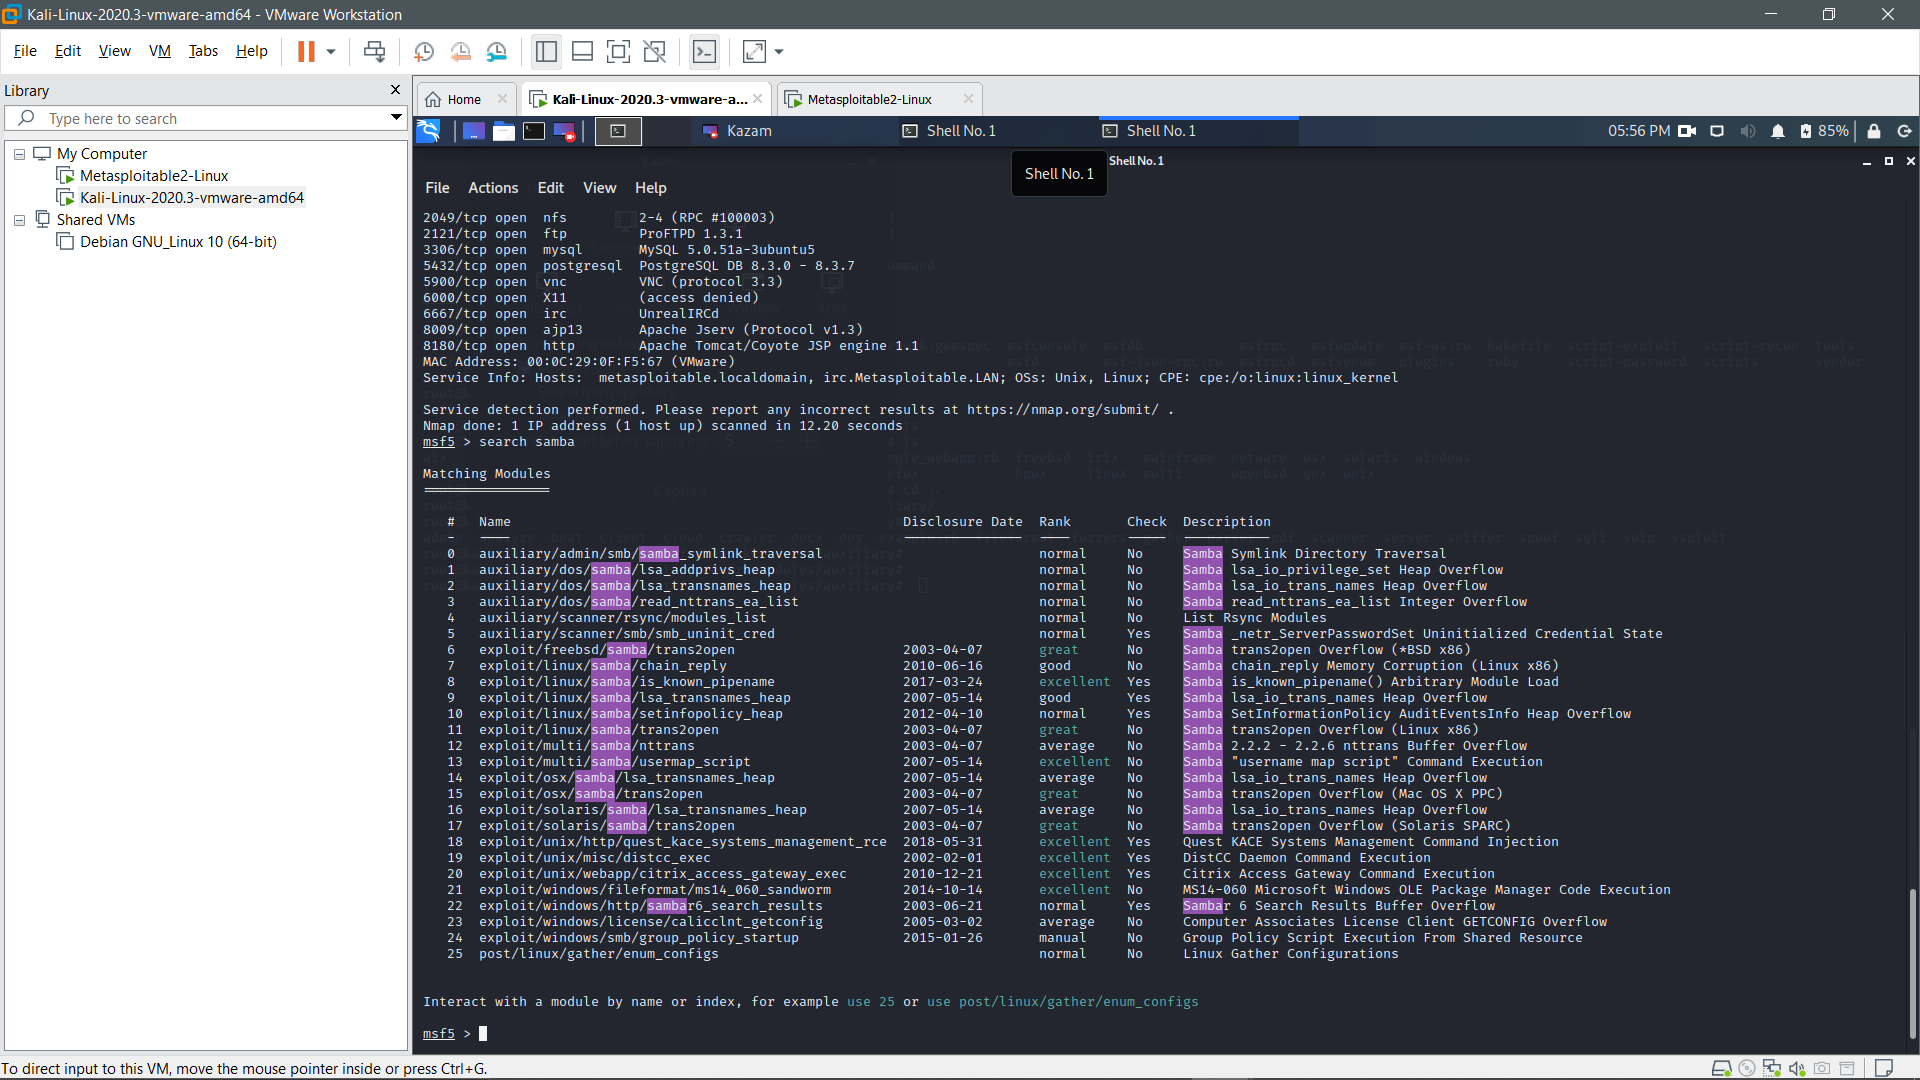 Kali-Linux-2020.3-vmware-amd64 - VMware Workstation
File Edit View VM Tabs Help
Library
Type here to search
My Computer
Metasploitable2-Linux
Kali-Linux-2020.3-vmware-amd64
Shared VMs
Debian GNU_Linux 10 (64-bit)
Home Kali-Linux-2020.3-vmware-a... Metasploitable2-Linux
Kazam Shell No. 1 Shell No. 1 05:56 PM 85%
Shell No. 1
Shell No. 1
File Actions Edit View Help
2049/tcp open nfs 2-4 (RPC #100003)
2121/tcp open ftp ProFTPD 1.3.1
3306/tcp open mysql MySQL 5.0.51a-3ubuntu5
5432/tcp open postgresql PostgreSQL DB 8.3.0 - 8.3.7
5900/tcp open vnc VNC (protocol 3.3)
6000/tcp open X11 (access denied)
6667/tcp open irc UnrealIRCd
8009/tcp open ajp13 Apache Jserv (Protocol v1.3)
8180/tcp open http Apache Tomcat/Coyote JSP engine 1.1
MAC Address: 00:0C:29:0F:F5:67 (VMware)
Service Info: Hosts: metasploitable.localdomain, irc.Metasploitable.LAN; OSs: Unix, Linux; CPE: cpe:/o:linux:linux_kernel
Service detection performed. Please report any incorrect results at https://nmap.org/submit/ .
Nmap done: 1 IP address (1 host up) scanned in 12.20 seconds
msf5 > search samba
Matching Modules
================
# Name Disclosure Date Rank Check Description
- ---- --------------- ---- ----- -----------
0 auxiliary/admin/smb/samba_symlink_traversal normal No Samba Symlink Directory Traversal
1 auxiliary/dos/samba/lsa_addprivs_heap normal No Samba lsa_io_privilege_set Heap Overflow
2 auxiliary/dos/samba/lsa_transnames_heap normal No Samba lsa_io_trans_names Heap Overflow
3 auxiliary/dos/samba/read_nttrans_ea_list normal No Samba read_nttrans_ea_list Integer Overflow
4 auxiliary/scanner/rsync/modules_list normal No List Rsync Modules
5 auxiliary/scanner/smb/smb_uninit_cred normal Yes Samba _netr_ServerPasswordSet Uninitialized Credential State
6 exploit/freebsd/samba/trans2open 2003-04-07 great No Samba trans2open Overflow (*BSD x86)
7 exploit/linux/samba/chain_reply 2010-06-16 good No Samba chain_reply Memory Corruption (Linux x86)
8 exploit/linux/samba/is_known_pipename 2017-03-24 excellent Yes Samba is_known_pipename() Arbitrary Module Load
9 exploit/linux/samba/lsa_transnames_heap 2007-05-14 good Yes Samba lsa_io_trans_names Heap Overflow
10 exploit/linux/samba/setinfopolicy_heap 2012-04-10 normal Yes Samba SetInformationPolicy AuditEventsInfo Heap Overflow
11 exploit/linux/samba/trans2open 2003-04-07 great No Samba trans2open Overflow (Linux x86)
12 exploit/multi/samba/nttrans 2003-04-07 average No Samba 2.2.2 - 2.2.6 nttrans Buffer Overflow
13 exploit/multi/samba/usermap_script 2007-05-14 excellent No Samba "username map script" Command Execution
14 exploit/osx/samba/lsa_transnames_heap 2007-05-14 average No Samba lsa_io_trans_names Heap Overflow
15 exploit/osx/samba/trans2open 2003-04-07 great No Samba trans2open Overflow (Mac OS X PPC)
16 exploit/solaris/samba/lsa_transnames_heap 2007-05-14 average No Samba lsa_io_trans_names Heap Overflow
17 exploit/solaris/samba/trans2open 2003-04-07 great No Samba trans2open Overflow (Solaris SPARC)
18 exploit/unix/http/quest_kace_systems_management_rce 2018-05-31 excellent Yes Quest KACE Systems Management Command Injection
19 exploit/unix/misc/distcc_exec 2002-02-01 excellent Yes DistCC Daemon Command Execution
20 exploit/unix/webapp/citrix_access_gateway_exec 2010-12-21 excellent Yes Citrix Access Gateway Command Execution
21 exploit/windows/fileformat/ms14_060_sandworm 2014-10-14 excellent No MS14-060 Microsoft Windows OLE Package Manager Code Execution
22 exploit/windows/http/sambar6_search_results 2003-06-21 normal Yes Sambar 6 Search Results Buffer Overflow
23 exploit/windows/license/calicclnt_getconfig 2005-03-02 average No Computer Associates License Client GETCONFIG Overflow
24 exploit/windows/smb/group_policy_startup 2015-01-26 manual No Group Policy Script Execution From Shared Resource
25 post/linux/gather/enum_configs normal No Linux Gather Configurations
Interact with a module by name or index, for example use 25 or use post/linux/gather/enum_configs
msf5 >
To direct input to this VM, move the mouse pointer inside or press Ctrl+G.